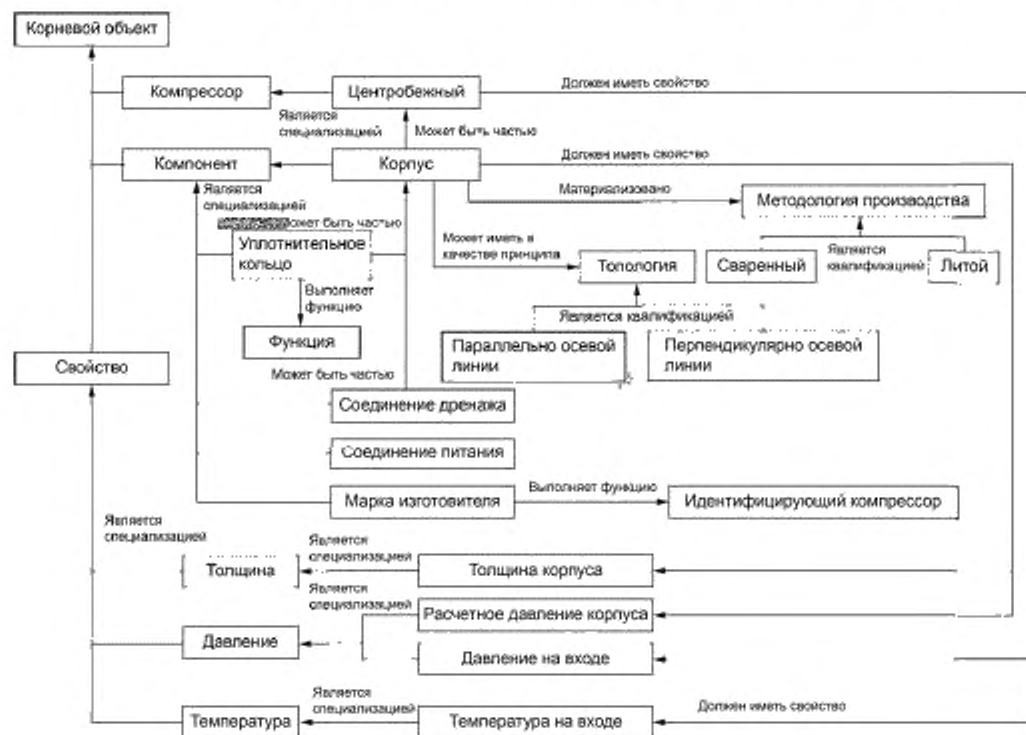 Корневой объект
Компрессор
Центробежный
Должен иметь свойство
Является
специализацией
Может быть частью
Компонент
Корпус
Должен иметь свойство
Является
специализацией
Материализовано
Методология производства
может быть частью
Уплотнительное
кольцо
Может иметь в
качестве принципа
Топология
Сваренный
Является
квалификацией
Литой
Выполняет
функцию
Является квалификацией
Функция
Параллельно осевой
линии
Перпендикулярно осевой
линии
Свойство
Может быть частью
Соединение дренажа
Соединение питания
Марка изготовителя
Выполняет функцию
Идентифицирующий компрессор
Является
специализацией
Является
специализацией
Толщина
Толщина корпуса
Является
специализацией
Расчетное давление корпуса
Давление
Давление на входе
Является
специализацией
Должен иметь свойство
Температура
Температура на входе